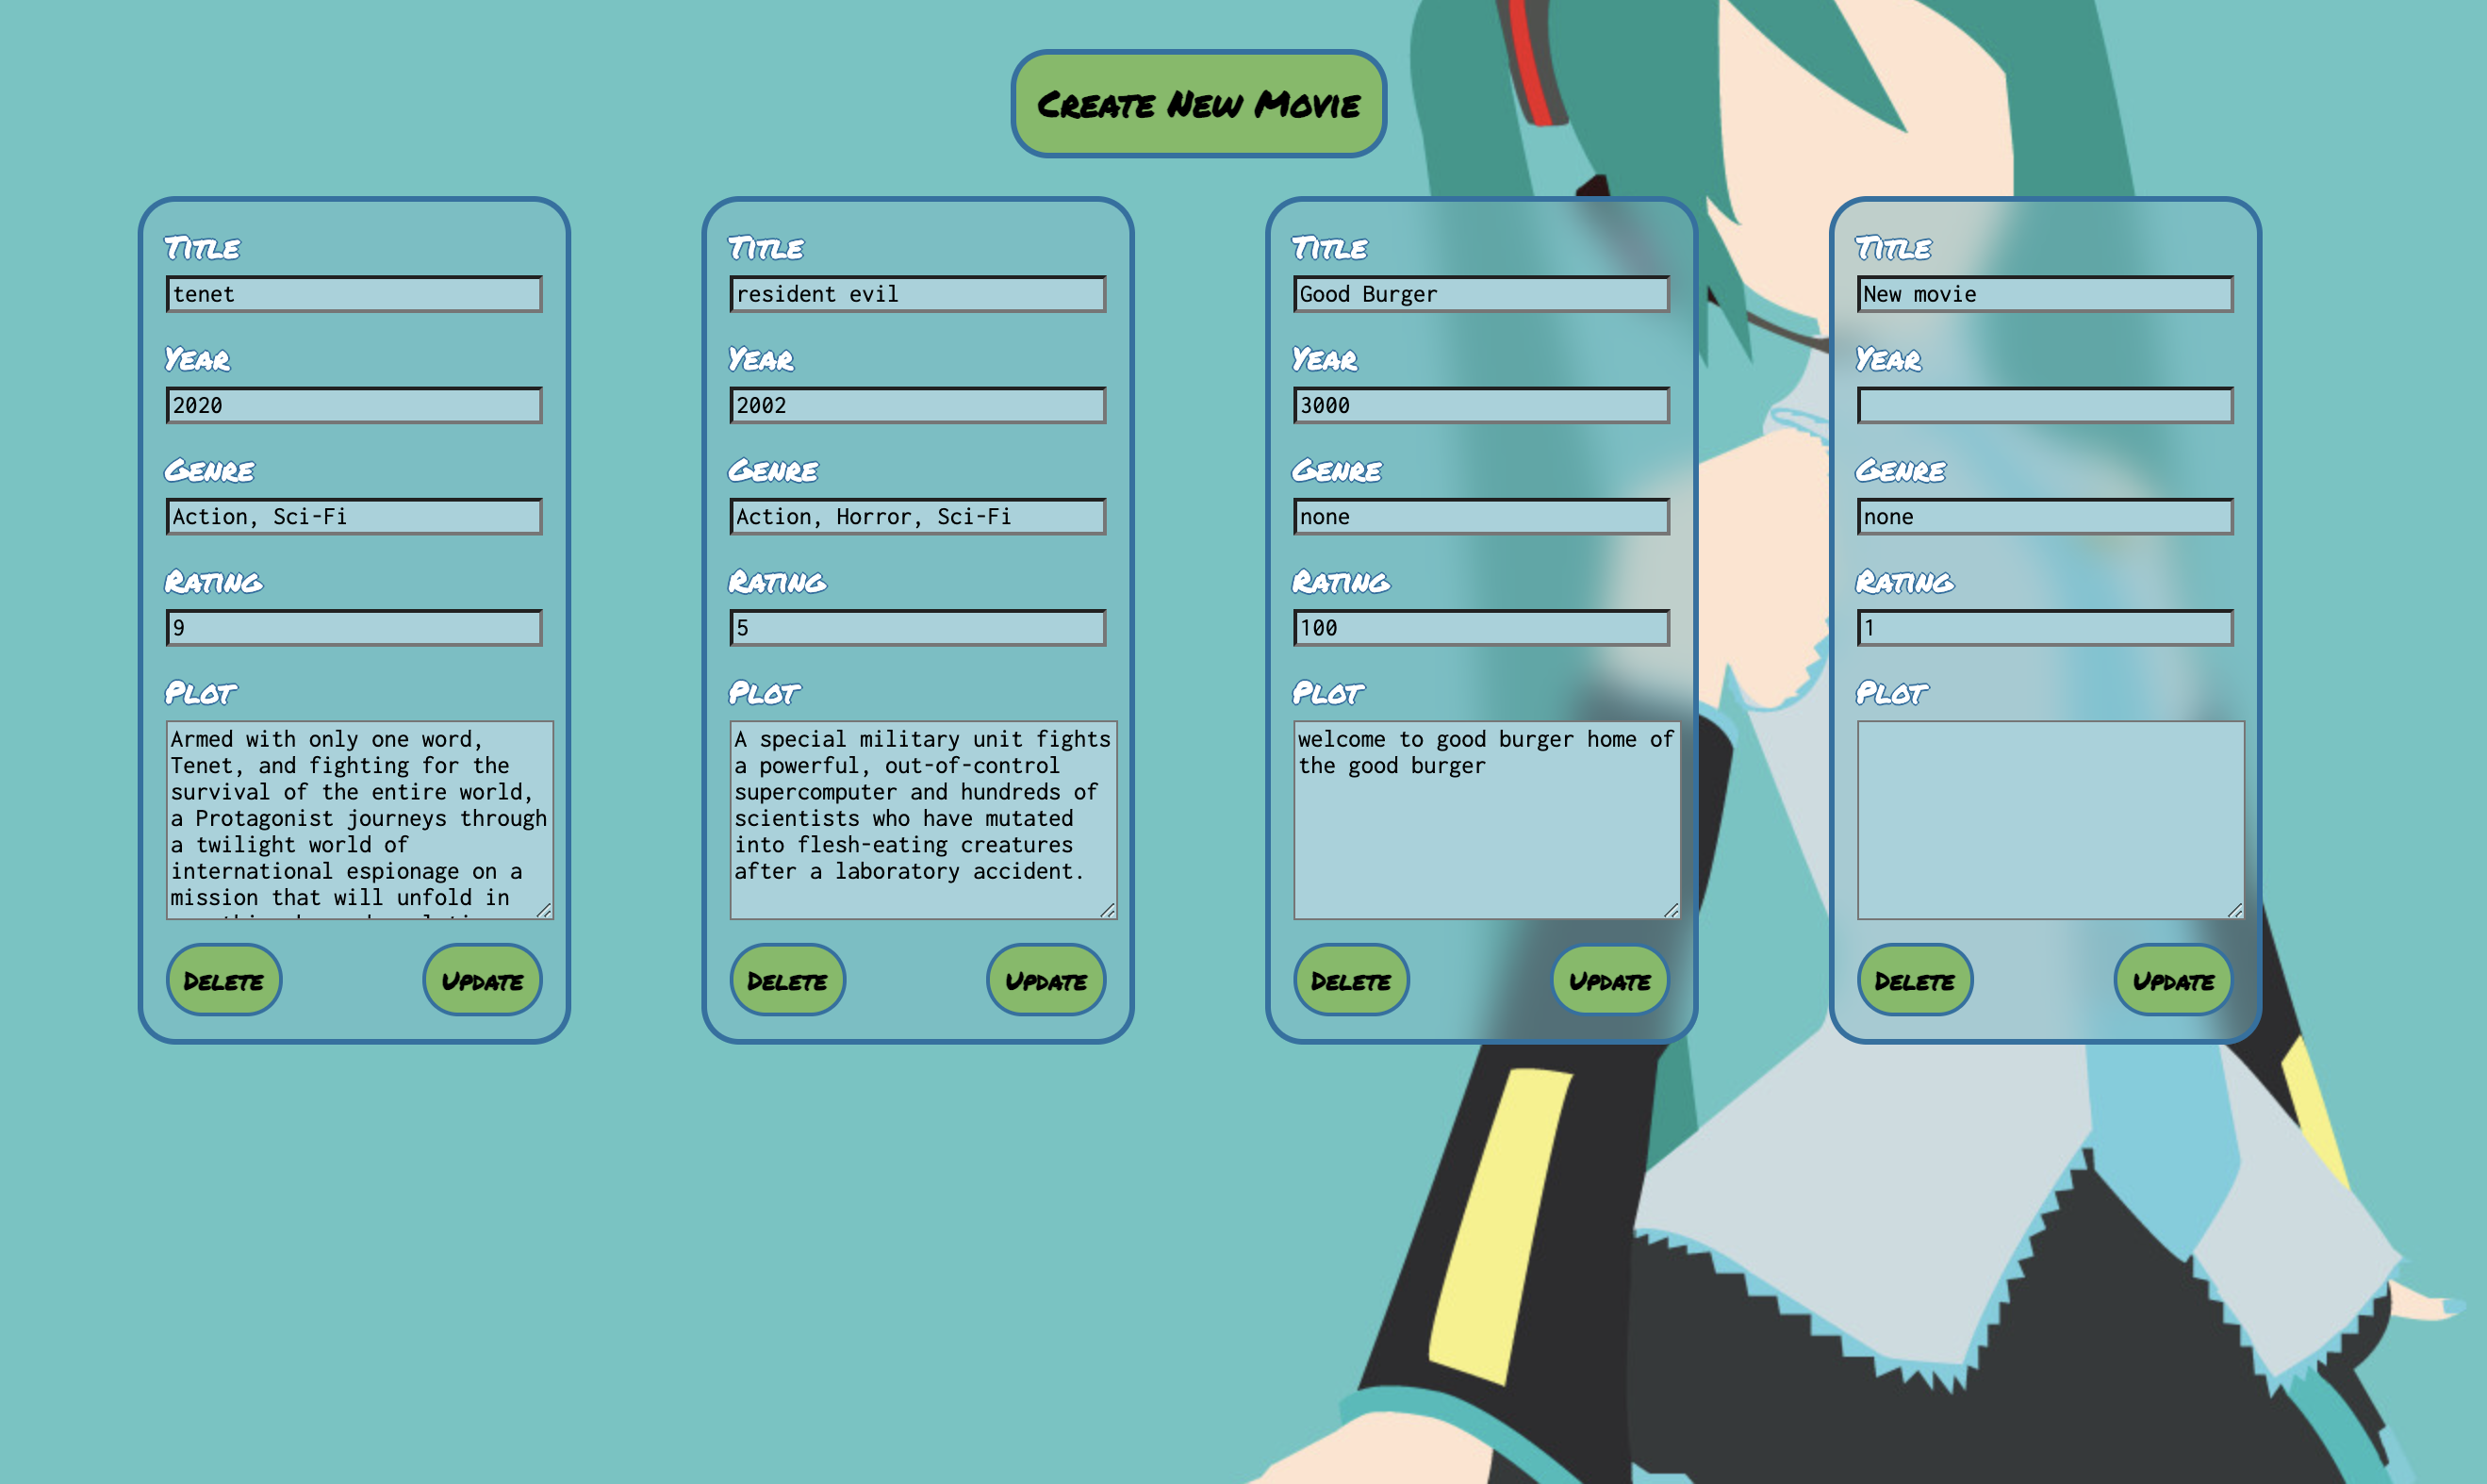 Create New Movie
Title
tenet
Year
2020
Genre
Action, Sci-Fi
Rating
9
Plot
Armed with only one word,
Tenet, and fighting for the
survival of the entire world,
a Protagonist journeys through
a twilight world of
international espionage on a
mission that will unfold in
Delete
Update
Title
resident evil
Year
2002
Genre
Action, Horror, Sci-Fi
Rating
5
Plot
A special military unit fights
a powerful, out-of-control
supercomputer and hundreds of
scientists who have mutated
into flesh-eating creatures
after a laboratory accident.
Delete
Update
Title
Good Burger
Year
3000
Genre
none
Rating
100
Plot
welcome to good burger home of
the good burger
Delete
Update
Title
New movie
Year
Genre
none
Rating
1
Plot
Delete
Update